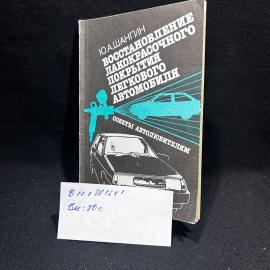 Ю.А.ШАНГИН
ВОССТАНОВЛЕНИЕ
ЛАКОКРАСОЧНОГО
ПОКРЫТИЯ
ЛЕГКОВОГО
АВТОМОБИЛЯ
СОВЕТЫ АВТОЛЮБИТЕЛЯМ